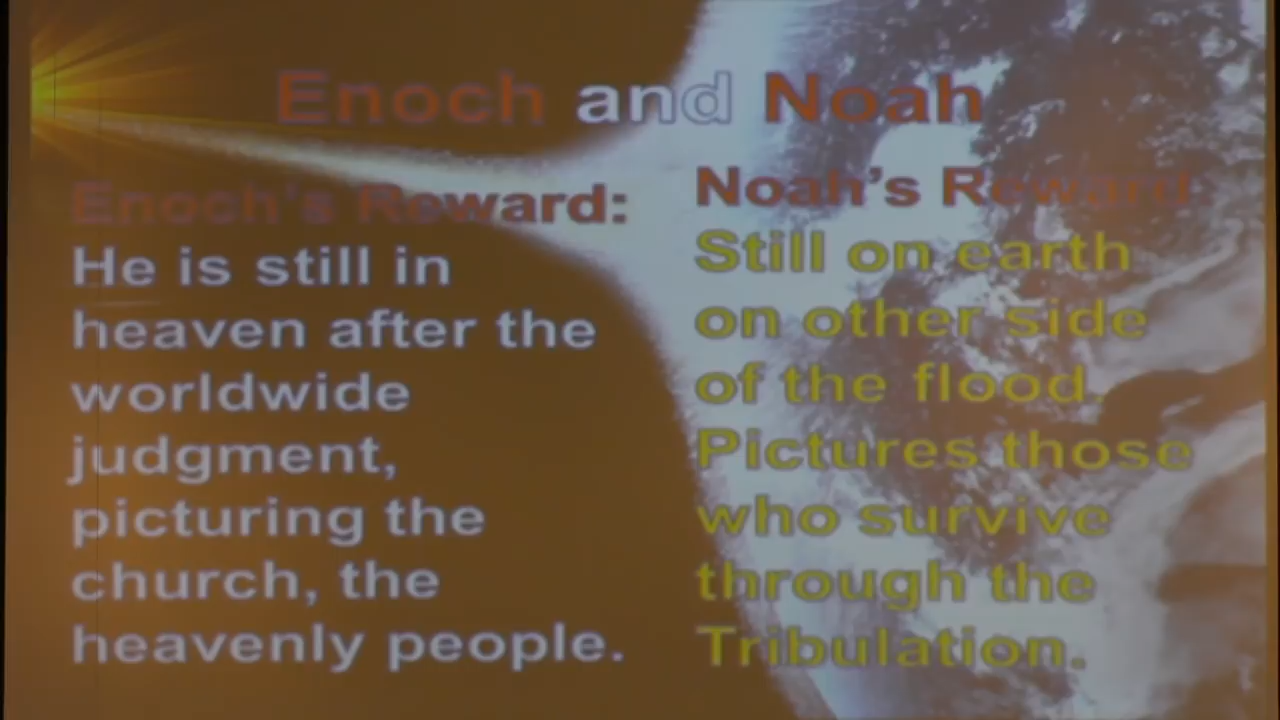 Enoch and Noah
Enoch's Reward:
He is still in
heaven after the
worldwide
judgment,
picturing the
church, the
heavenly people.
Noah's Reward:
Still on earth
on other side
of the flood.
Pictures those
who survive
through the
Tribulation.